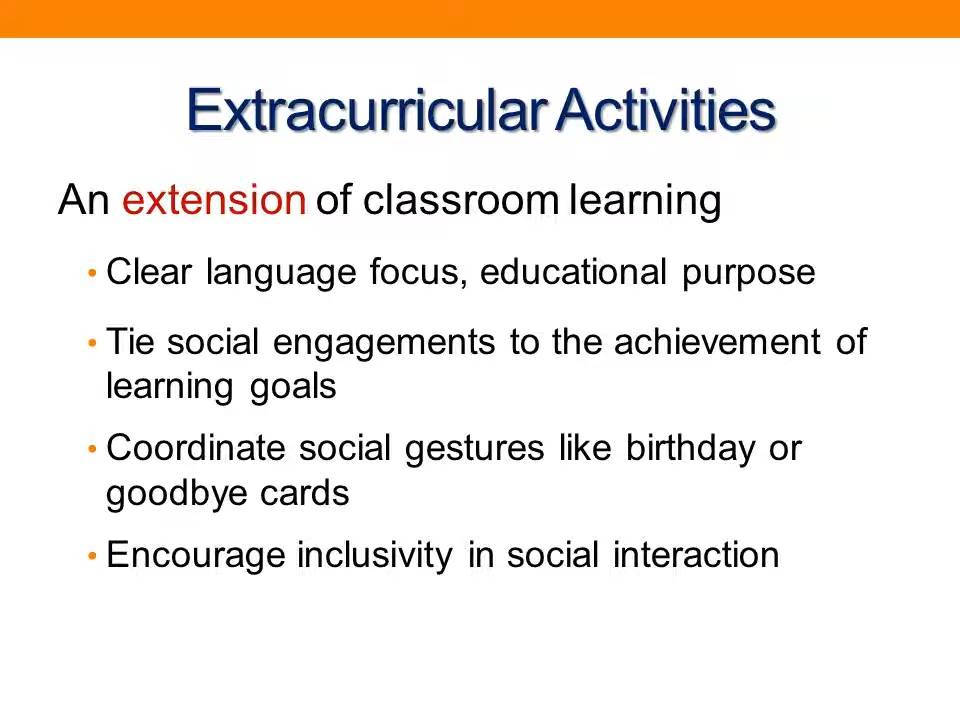 Extracurricular Activities
An extension of classroom learning
• Clear language focus, educational purpose
• Tie social engagements to the achievement of
learning goals
• Coordinate social gestures like birthday or
goodbye cards
• Encourage inclusivity in social interaction